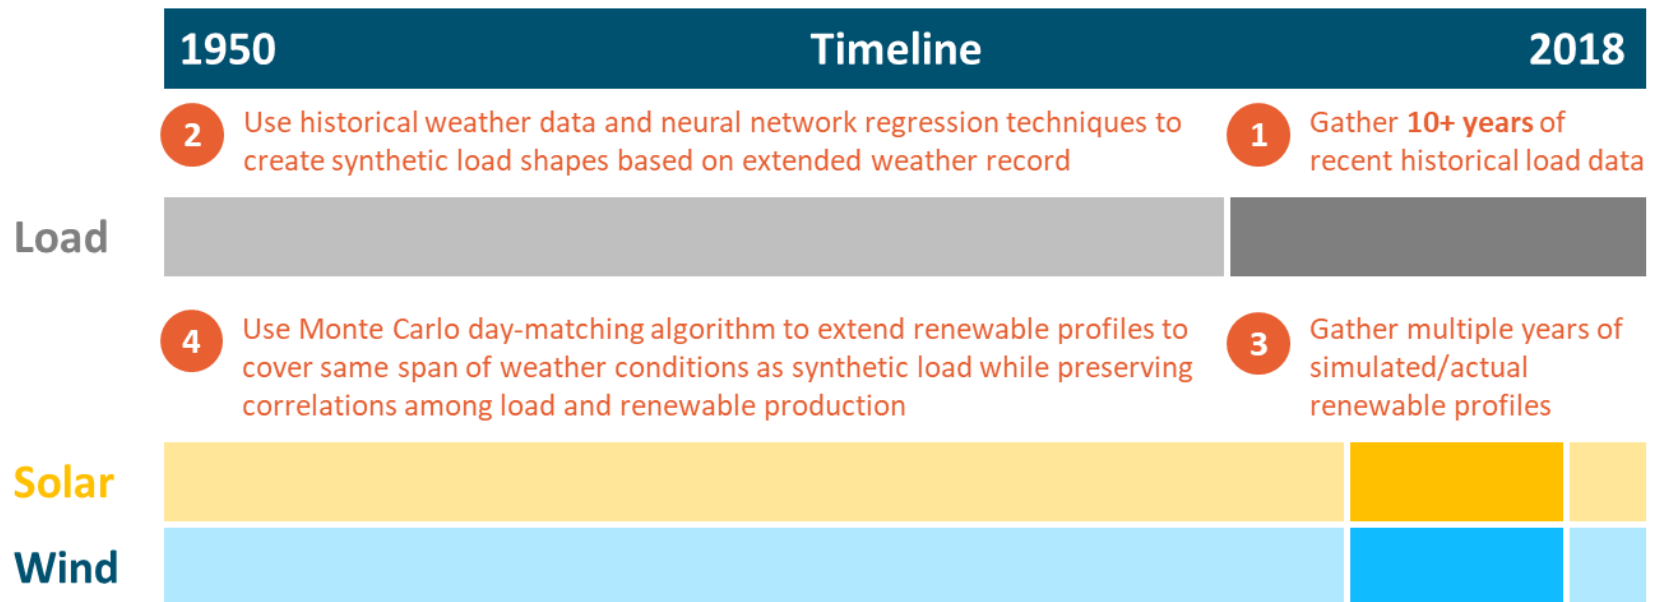 1950 Timeline 2018
2 Use historical weather data and neural network regression techniques to
create synthetic load shapes based on extended weather record
1 Gather 10+ years of
recent historical load data
Load
4 Use Monte Carlo day-matching algorithm to extend renewable profiles to
cover same span of weather conditions as synthetic load while preserving
correlations among load and renewable production
3 Gather multiple years of
simulated/actual
renewable profiles
Solar
Wind